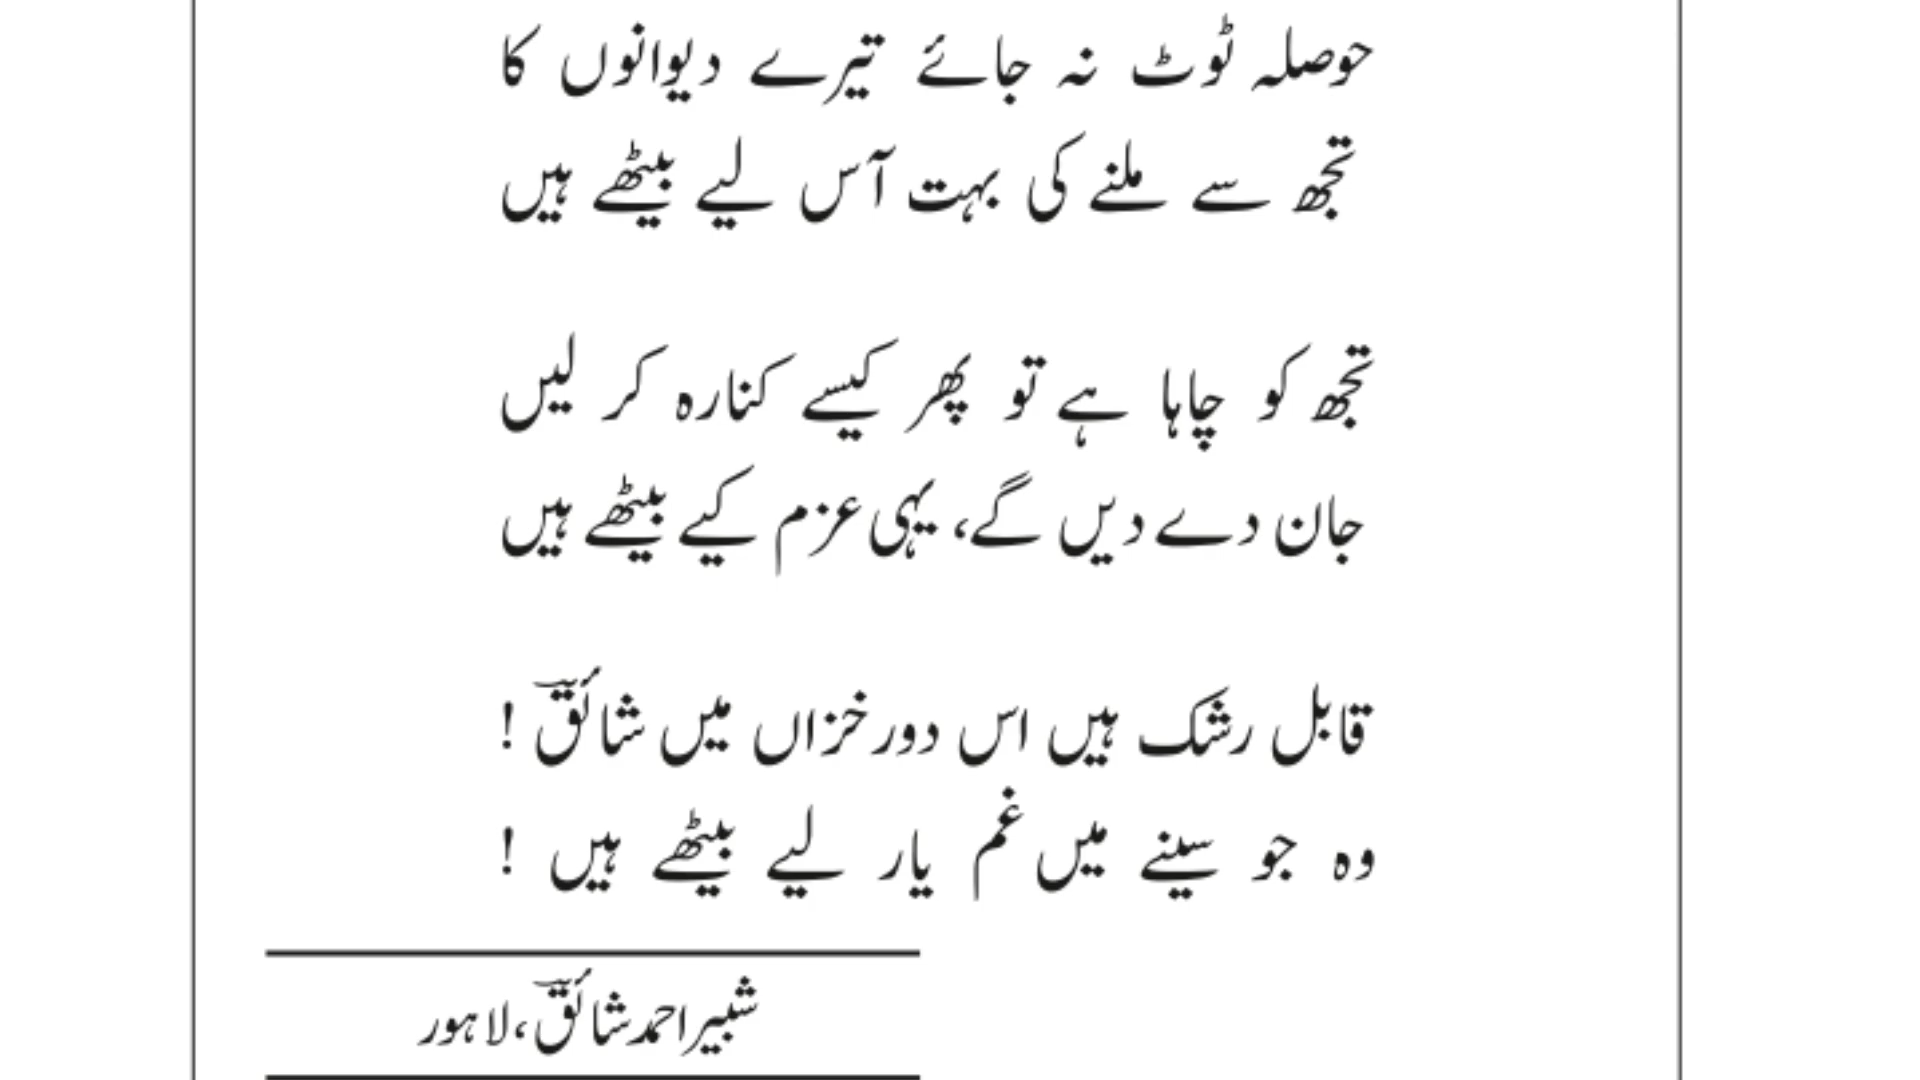 حوصلہ ٹوٹ نہ جائے تیرے دیوانوں کا
تجھ سے ملنے کی بہت آس لیے بیٹھے ہیں
تجھ کو چاہا ہے تو پھر کیسے کنارہ کر لیں
جان دے دیں گے، یہی عزم کیے بیٹھے ہیں
قابل رشک ہیں اس دور خزاں میں شائقؔ !
وہ جو سینے میں غم یار لیے بیٹھے ہیں !
شبیر احمد شائقؔ، لاہور